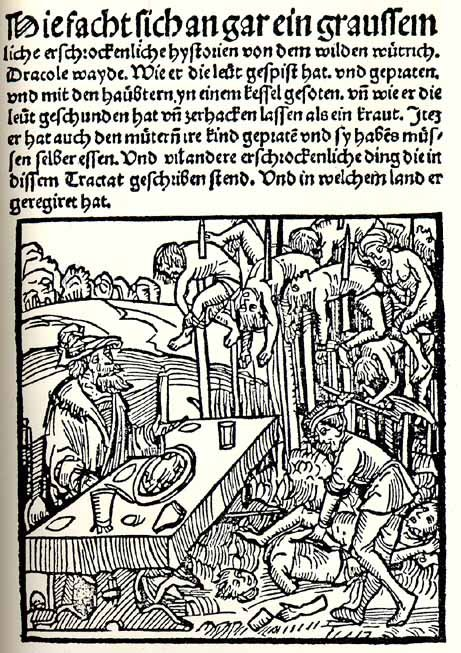 Hie facht sich an gar ein graussem
liche erschrockenliche hystorien von dem wilden wütrich.
Dracole wayde. Wie er die leüt gespist hat. vnd gepraten.
vnd mit den haübtern yn einem kessel gesoten. vn̄ wie er die
leüt geschunden hat vn̄ zerhacken lassen als ein kraut. Jtez
er hat auch den mütern̄ ire kind gepratē vnd sy habēs müs-
sen selber essen. Vnd vil andere erschrockenliche ding die in
dissem Tractat geschriben stend. Vnd in welchem land er
geregiret hat.